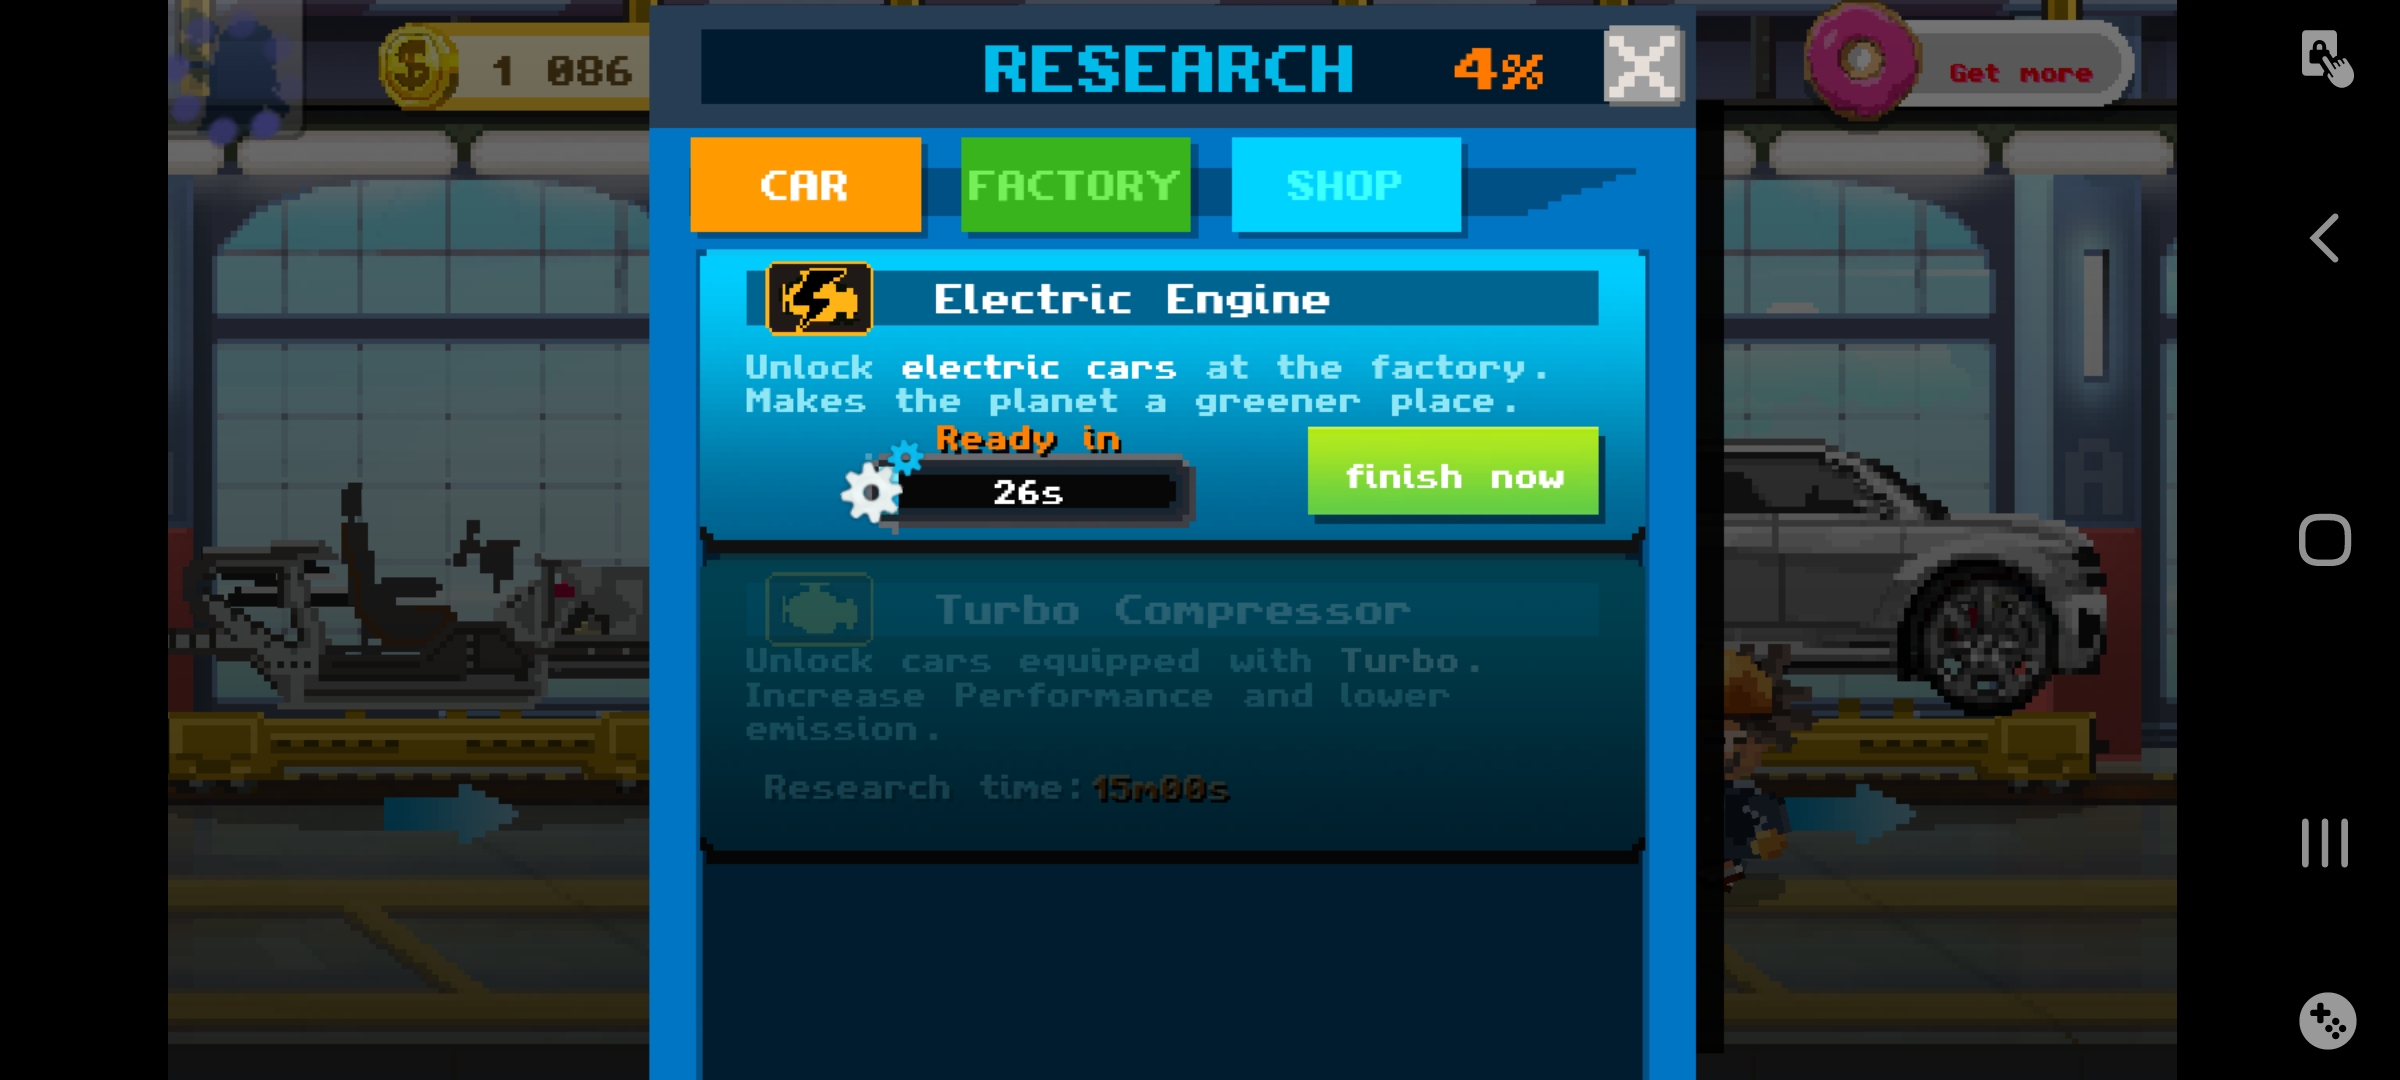 1 086
RESEARCH 4%
Get more
CAR FACTORY SHOP
Electric Engine
Unlock electric cars at the factory.
Makes the planet a greener place.
Ready in
26s
finish now
Turbo Compressor
Unlock cars equipped with Turbo.
Increase Performance and lower
emission.
Research time:15m00s